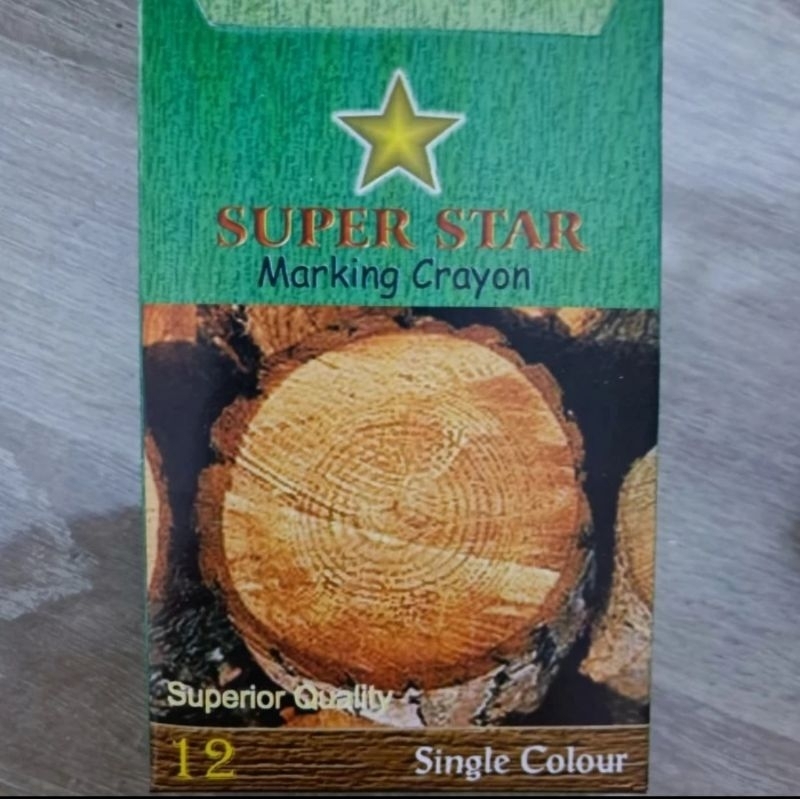 SUPER STAR
Marking Crayon
Superior Quality
12
Single Colour